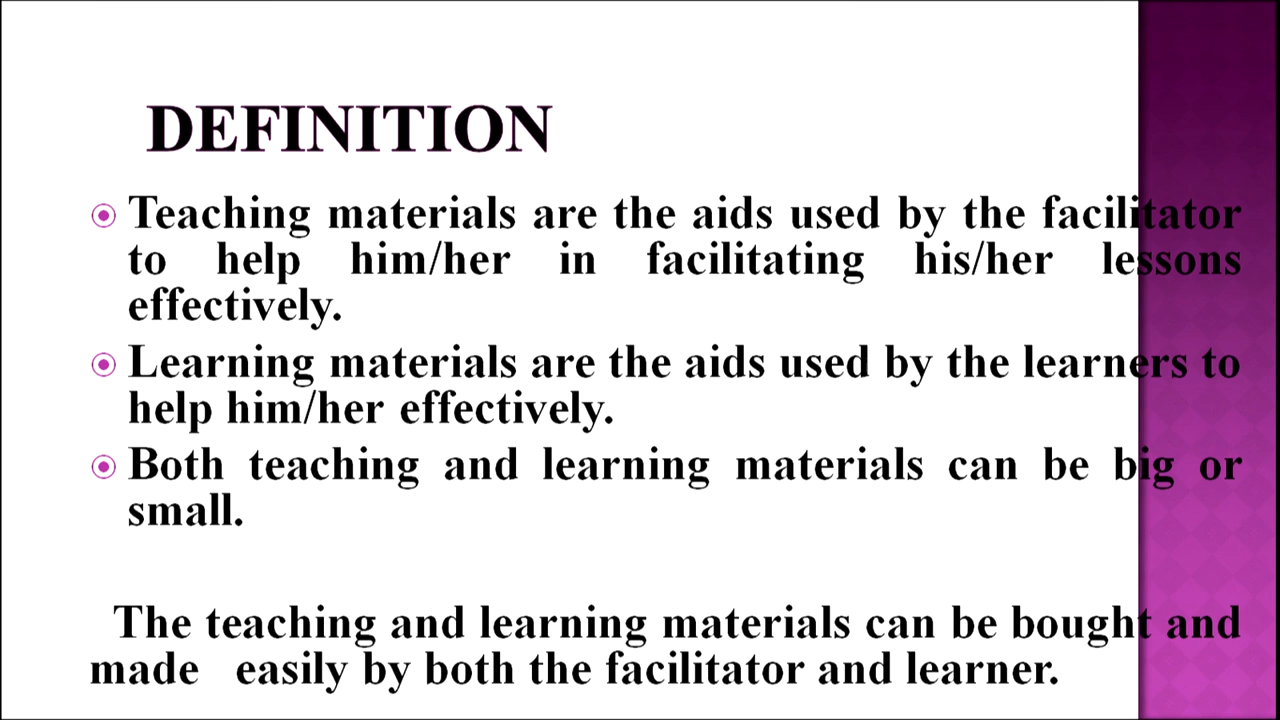 DEFINITION
Teaching materials are the aids used by the facilitator
to help him/her in facilitating his/her lessons
effectively.
Learning materials are the aids used by the learners to
help him/her effectively.
Both teaching and learning materials can be big or
small.
The teaching and learning materials can be bought and
made easily by both the facilitator and learner.